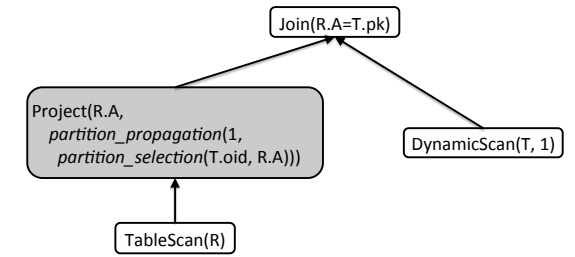 Join(R.A=T.pk)
Project(R.A,
partition_propagation(1,
partition_selection(T.oid, R.A)))
DynamicScan(T, 1)
TableScan(R)